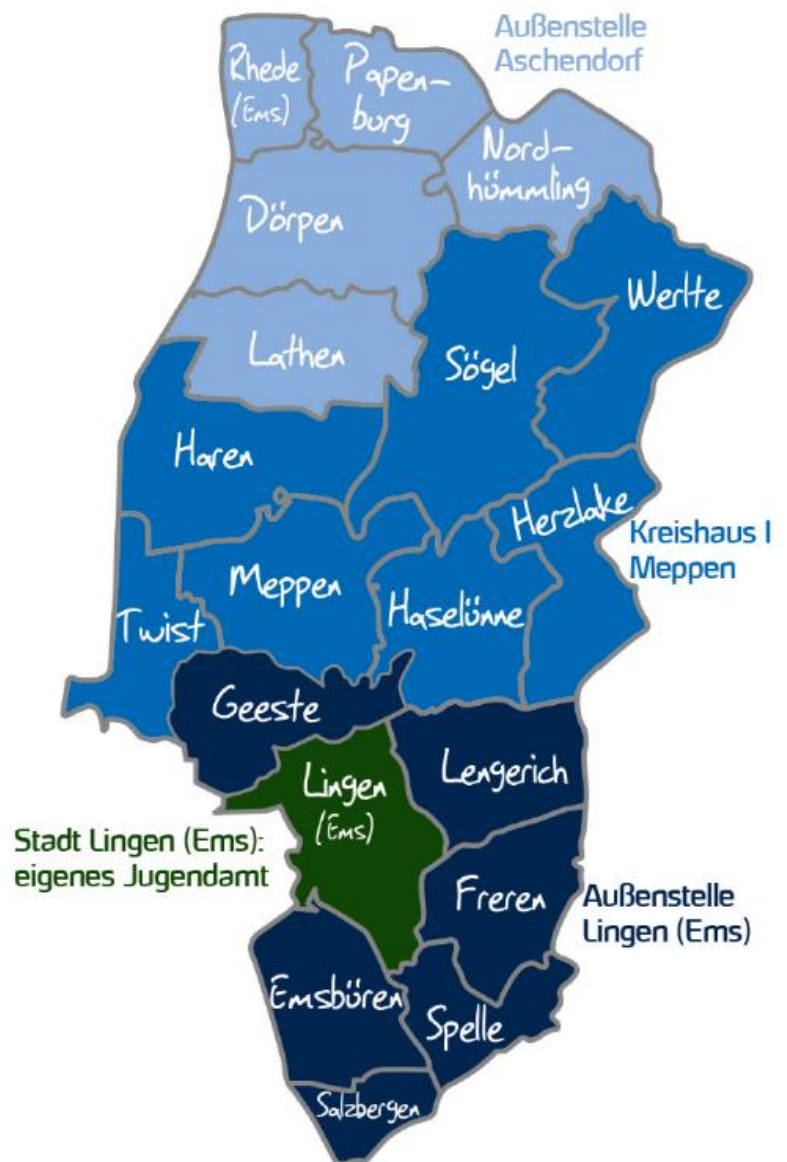 Außenstelle
Aschendorf
Rhede
(Ems)
Papen-
burg
Nord-
hümmling
Dörpen
Werlte
Lathen
Sögel
Haren
Herzlake
Kreishaus I
Meppen
Meppen
Haselünne
Twist
Geeste
Lengerich
Lingen
(Ems)
Stadt Lingen (Ems):
eigenes Jugendamt
Freren
Außenstelle
Lingen (Ems)
Emsbüren
Spelle
Salzbergen